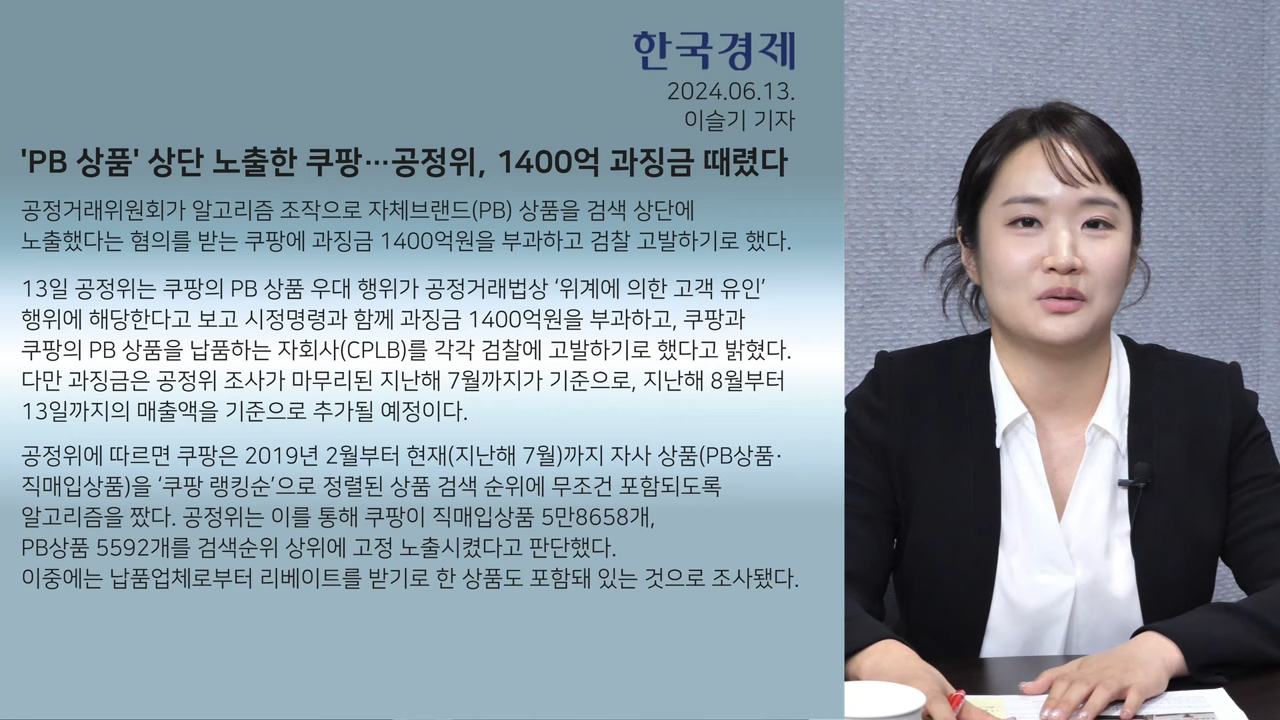 한국경제
2024.06.13.
이슬기 기자
'PB 상품' 상단 노출한 쿠팡…공정위, 1400억 과징금 때렸다
공정거래위원회가 알고리즘 조작으로 자체브랜드(PB) 상품을 검색 상단에
노출했다는 혐의를 받는 쿠팡에 과징금 1400억원을 부과하고 검찰 고발하기로 했다.
13일 공정위는 쿠팡의 PB 상품 우대 행위가 공정거래법상 ‘위계에 의한 고객 유인’
행위에 해당한다고 보고 시정명령과 함께 과징금 1400억원을 부과하고, 쿠팡과
쿠팡의 PB 상품을 납품하는 자회사(CPLB)를 각각 검찰에 고발하기로 했다고 밝혔다.
다만 과징금은 공정위 조사가 마무리된 지난해 7월까지가 기준으로, 지난해 8월부터
13일까지의 매출액을 기준으로 추가될 예정이다.
공정위에 따르면 쿠팡은 2019년 2월부터 현재(지난해 7월)까지 자사 상품(PB상품·
직매입상품)을 ‘쿠팡 랭킹순’으로 정렬된 상품 검색 순위에 무조건 포함되도록
알고리즘을 짰다. 공정위는 이를 통해 쿠팡이 직매입상품 5만8658개,
PB상품 5592개를 검색순위 상위에 고정 노출시켰다고 판단했다.
이중에는 납품업체로부터 리베이트를 받기로 한 상품도 포함돼 있는 것으로 조사됐다.